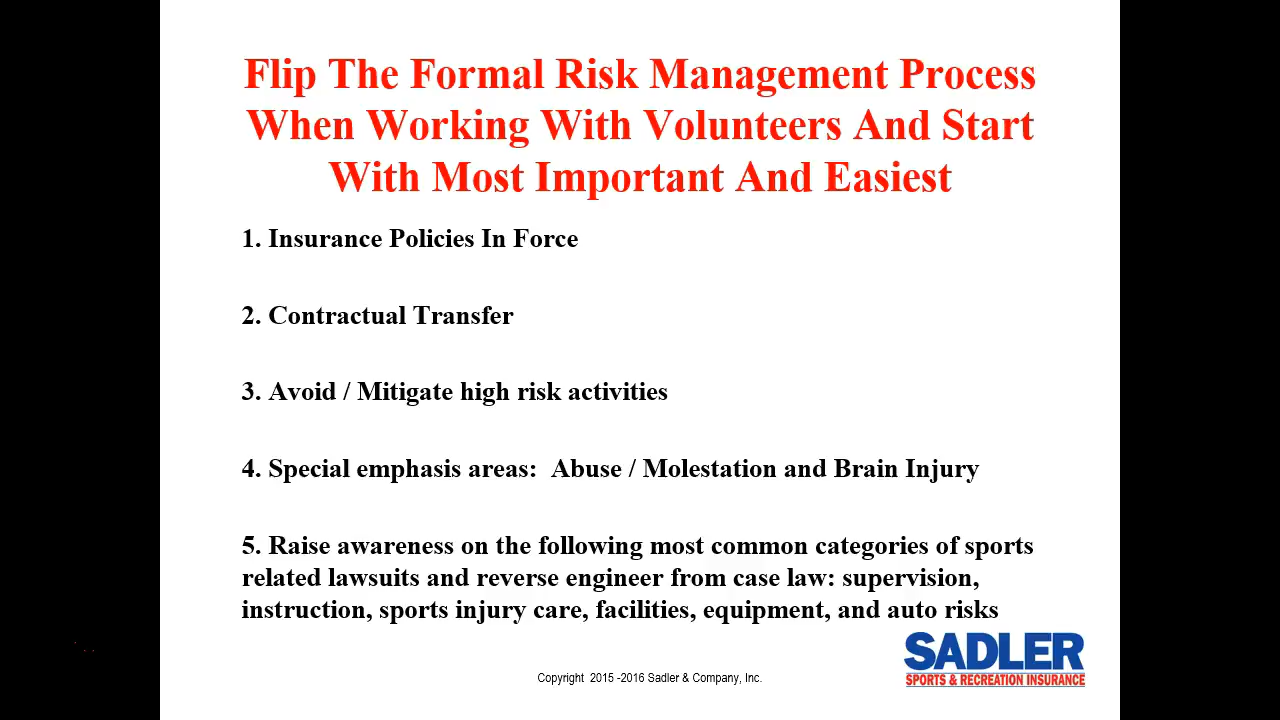 Flip The Formal Risk Management Process
When Working With Volunteers And Start
With Most Important And Easiest
1. Insurance Policies In Force
2. Contractual Transfer
3. Avoid / Mitigate high risk activities
4. Special emphasis areas:  Abuse / Molestation and Brain Injury
5. Raise awareness on the following most common categories of sports
related lawsuits and reverse engineer from case law: supervision,
instruction, sports injury care, facilities, equipment, and auto risks
SADLER
SPORTS & RECREATION INSURANCE
Copyright  2015 -2016 Sadler & Company, Inc.